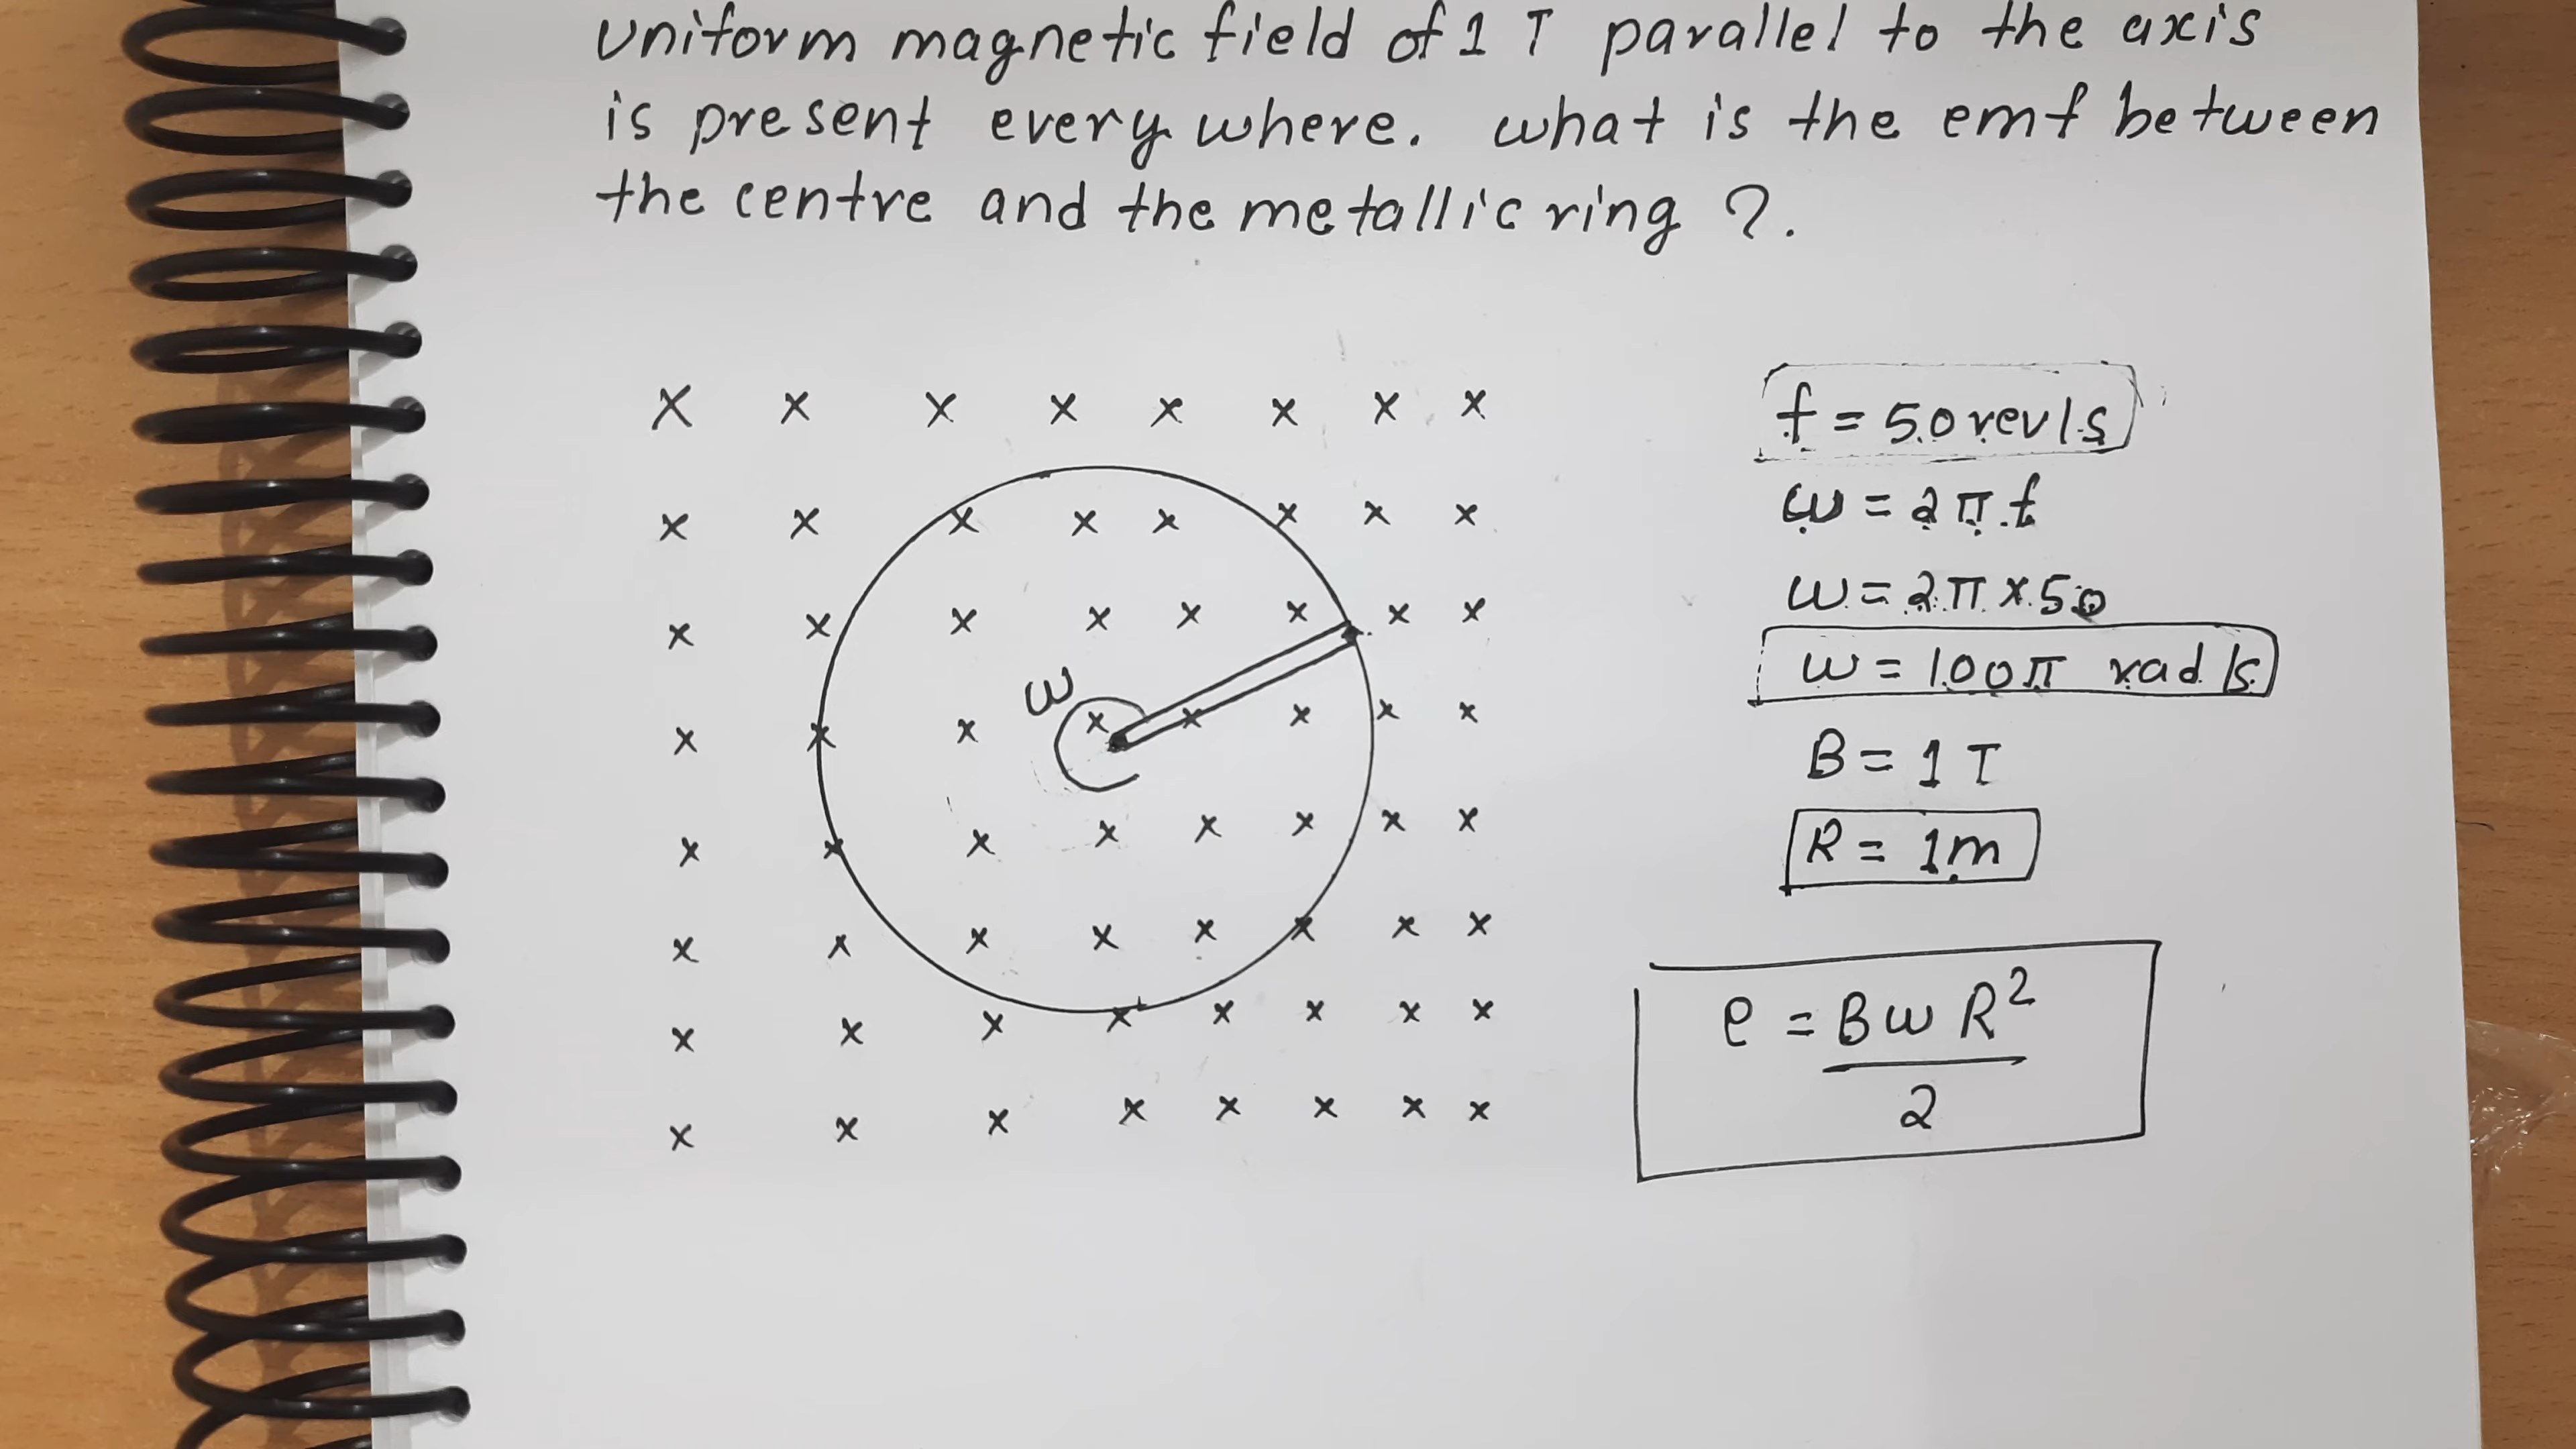 uniform magnetic field of 1 T parallel to the axis
is present every where. what is the emf between
the centre and the metallic ring ?.
x x x x x x x x
f = 50 rev/s
x x x x x x x x
ω = 2π.f
x x x x x x x x
ω = 2π x 50
ω
ω = 100π rad/s
x x x x x x x x
B = 1 T
x x x x x x x x
R = 1m
x x x x x x x x
x x x x x x x x
e = BωR²
2
x x x x x x x x